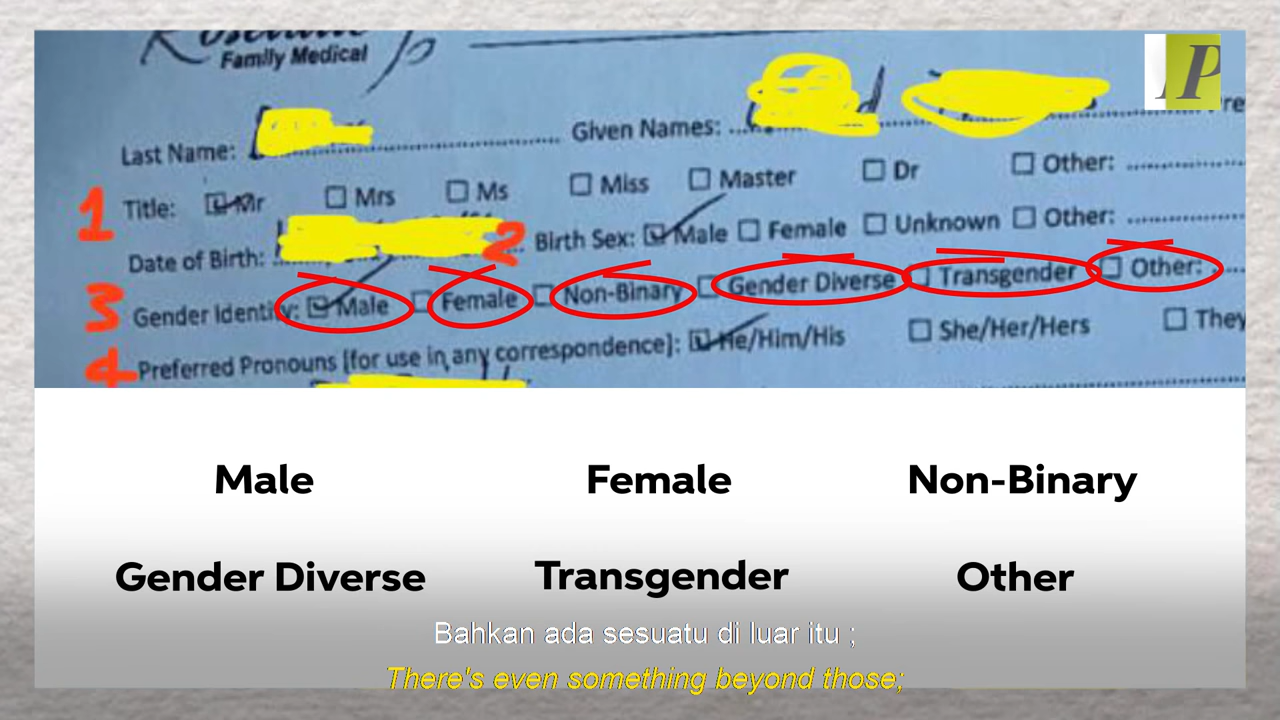 Family Medical
P
Last Name: Given Names:
1 Title: Mr Mrs Ms Miss Master Dr Other:
Date of Birth: 2 Birth Sex: Male Female Unknown Other:
3 Gender Identity: Male Female Non-Binary Gender Diverse Transgender Other:
4 Preferred Pronouns [for use in any correspondence]: He/Him/His She/Her/Hers They
Male Female Non-Binary
Gender Diverse Transgender Other
Bahkan ada sesuatu di luar itu ;
There's even something beyond those;